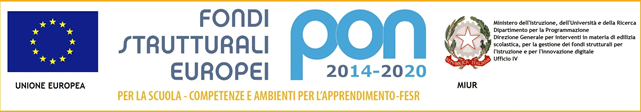 UNIONE EUROPEA
FONDI
STRUTTURALI
EUROPEI
pon
2014-2020
PER LA SCUOLA - COMPETENZE E AMBIENTI PER L'APPRENDIMENTO-FESR
Ministero dell'Istruzione, dell'Università e della Ricerca
Dipartimento per la Programmazione
Direzione Generale per interventi in materia di edilizia
scolastica, per la gestione dei fondi strutturali per
l'istruzione e per l'innovazione digitale
Ufficio IV
MIUR